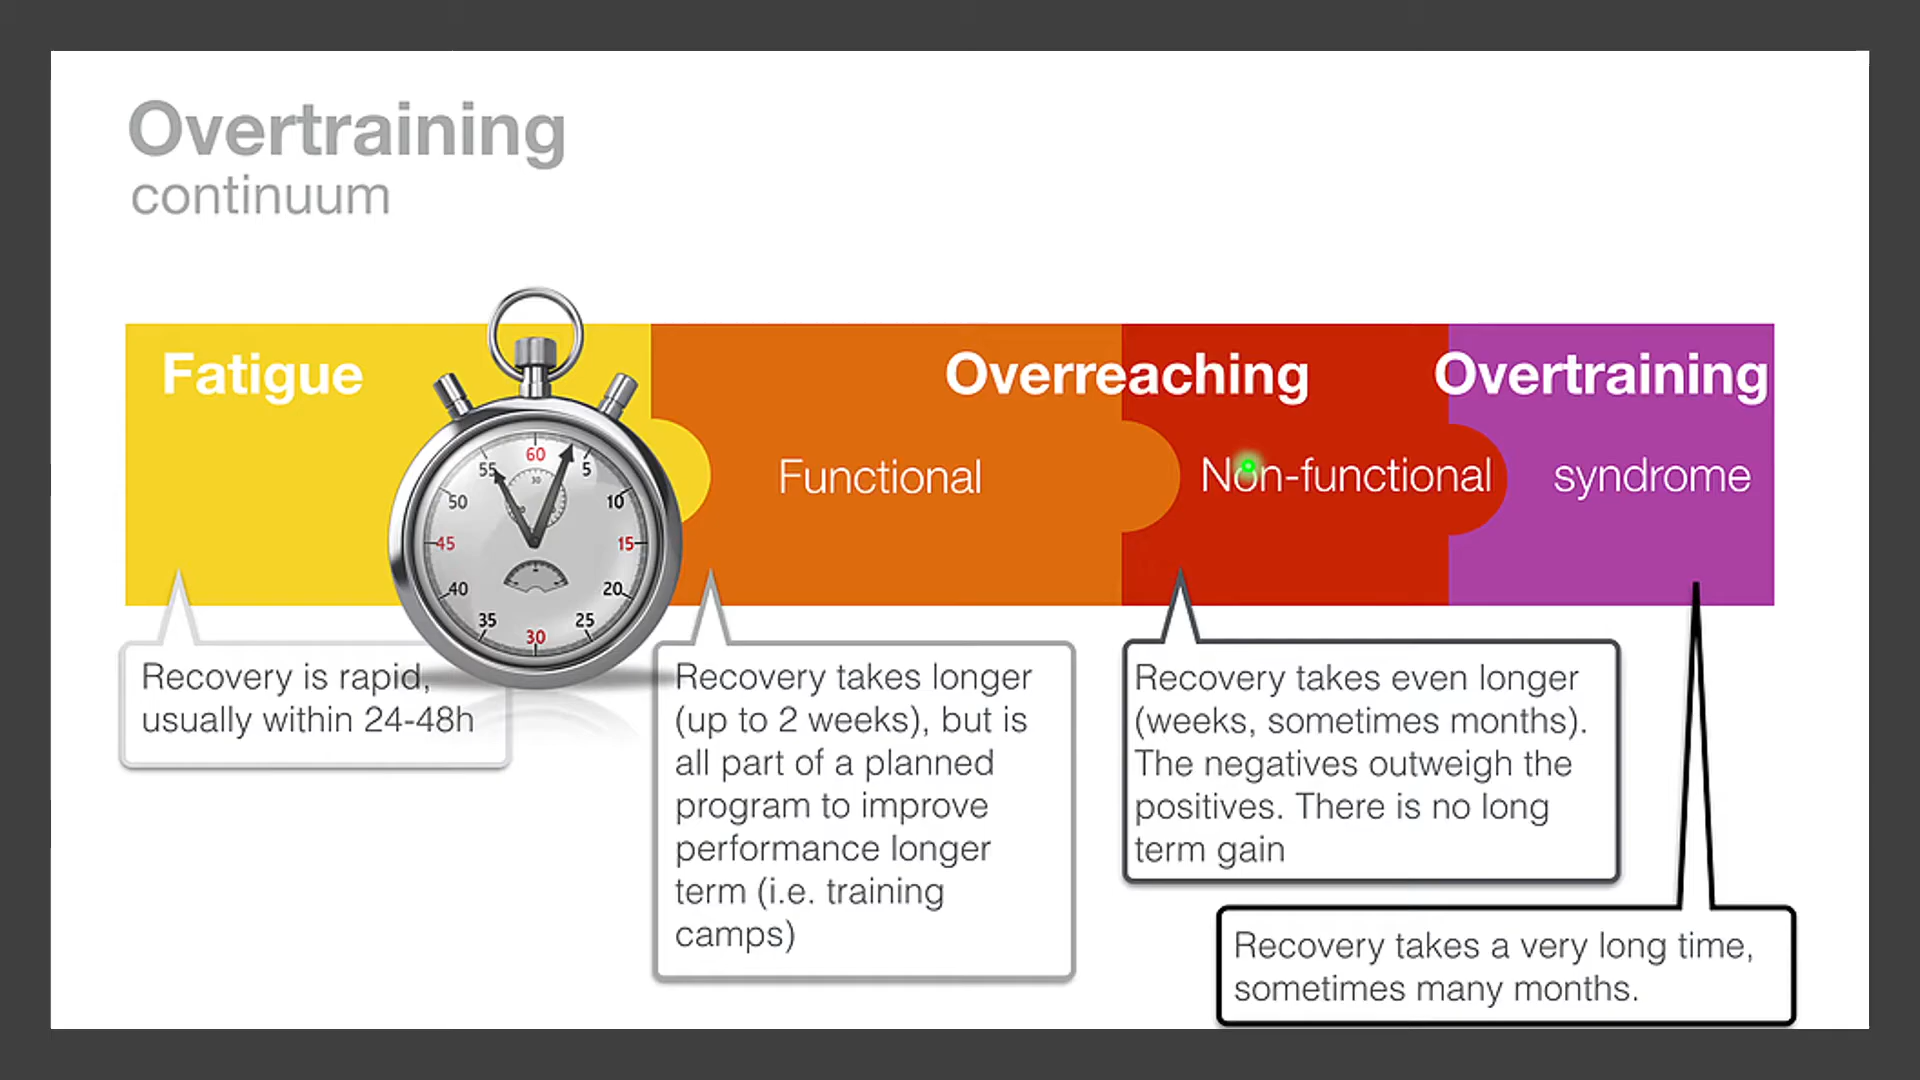 Overtraining
continuum
Fatigue
Overreaching
Overtraining
Functional
Non-functional
syndrome
60
5
10
15
20
25
30
35
40
45
50
55
30
Recovery is rapid,
usually within 24-48h
Recovery takes longer
(up to 2 weeks), but is
all part of a planned
program to improve
performance longer
term (i.e. training
camps)
Recovery takes even longer
(weeks, sometimes months).
The negatives outweigh the
positives. There is no long
term gain
Recovery takes a very long time,
sometimes many months.